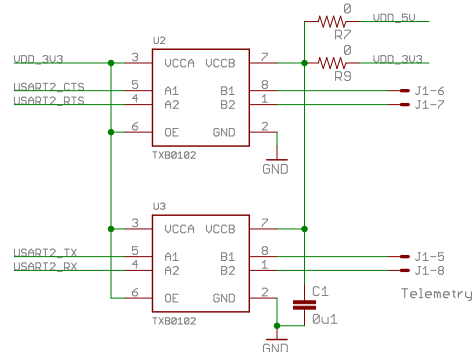 0
VDD_5V
R7
U2
0
VDD_3V3
3 VCCA VCCB 7
VDD_3V3
R9
USART2_CTS
5 A1 B1 8
J1-6
USART2_RTS
4 A2 B2 1
J1-7
6 OE GND 2
TXB0102
GND
U3
3 VCCA VCCB 7
USART2_TX
5 A1 B1 8
J1-5
USART2_RX
4 A2 B2 1
J1-8
6 OE GND 2
C1
Telemetry
TXB0102
0u1
GND